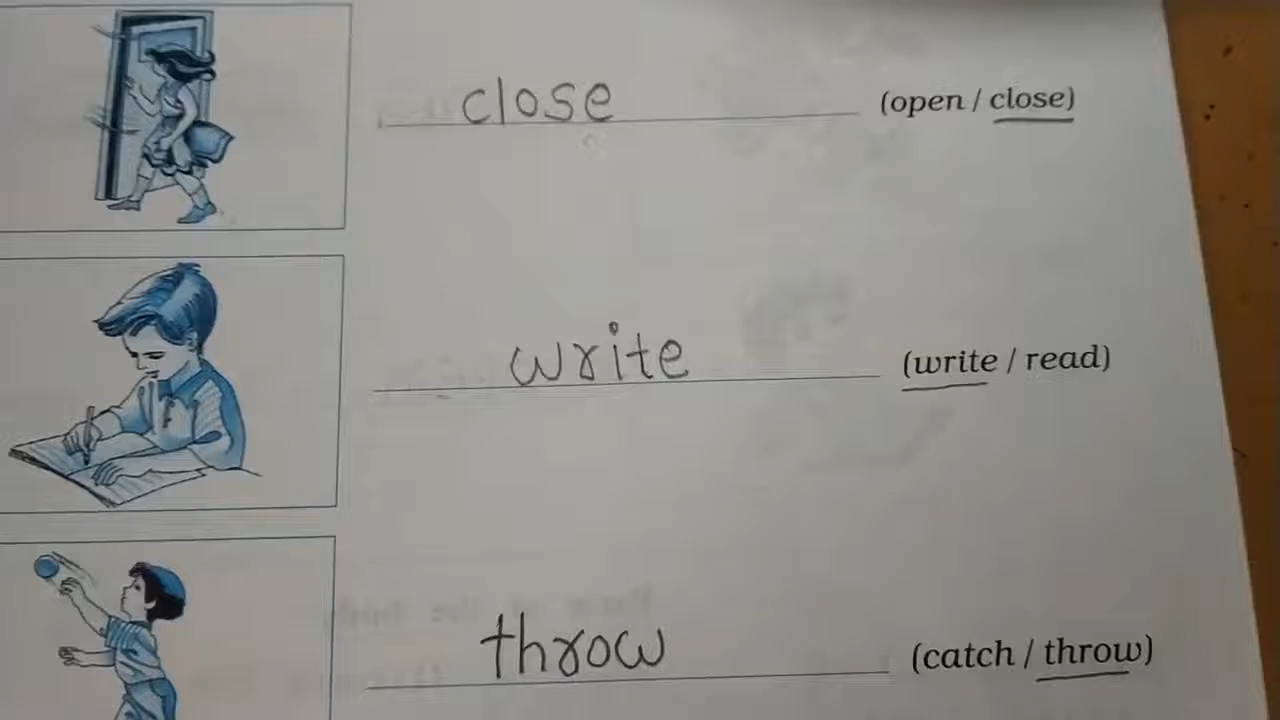 close (open / close)
write (write / read)
throw (catch / throw)